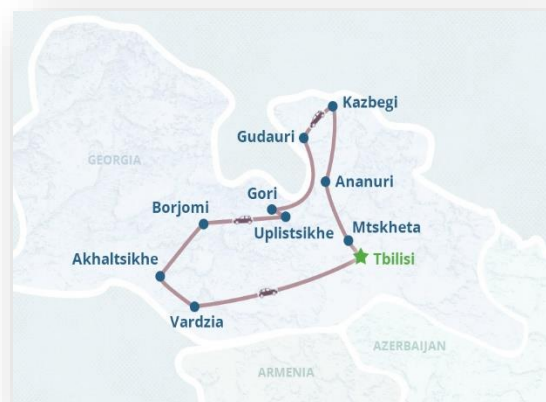 Kazbegi
Gudauri
GEORGIA
Ananuri
Gori
Borjomi
Uplistsikhe
Mtskheta
Tbilisi
Akhaltsikhe
Vardzia
AZERBAIJAN
ARMENIA